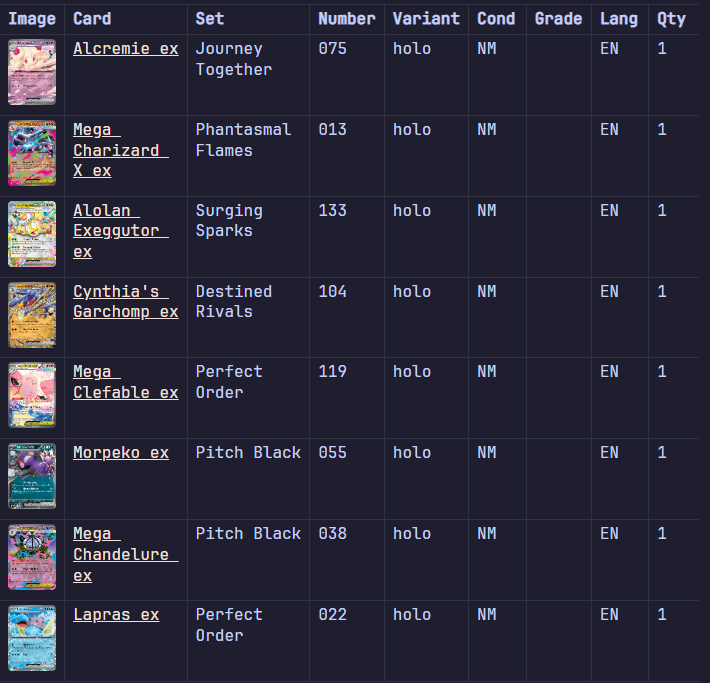 Image Card Set Number Variant Cond Grade Lang Qty
Alcremie ex Journey Together 075 holo NM EN 1
Mega Charizard X ex Phantasmal Flames 013 holo NM EN 1
Alolan Exeggutor ex Surging Sparks 133 holo NM EN 1
Cynthia's Garchomp ex Destined Rivals 104 holo NM EN 1
Mega Clefable ex Perfect Order 119 holo NM EN 1
Morpeko ex Pitch Black 055 holo NM EN 1
Mega Chandelure ex Pitch Black 038 holo NM EN 1
Lapras ex Perfect Order 022 holo NM EN 1